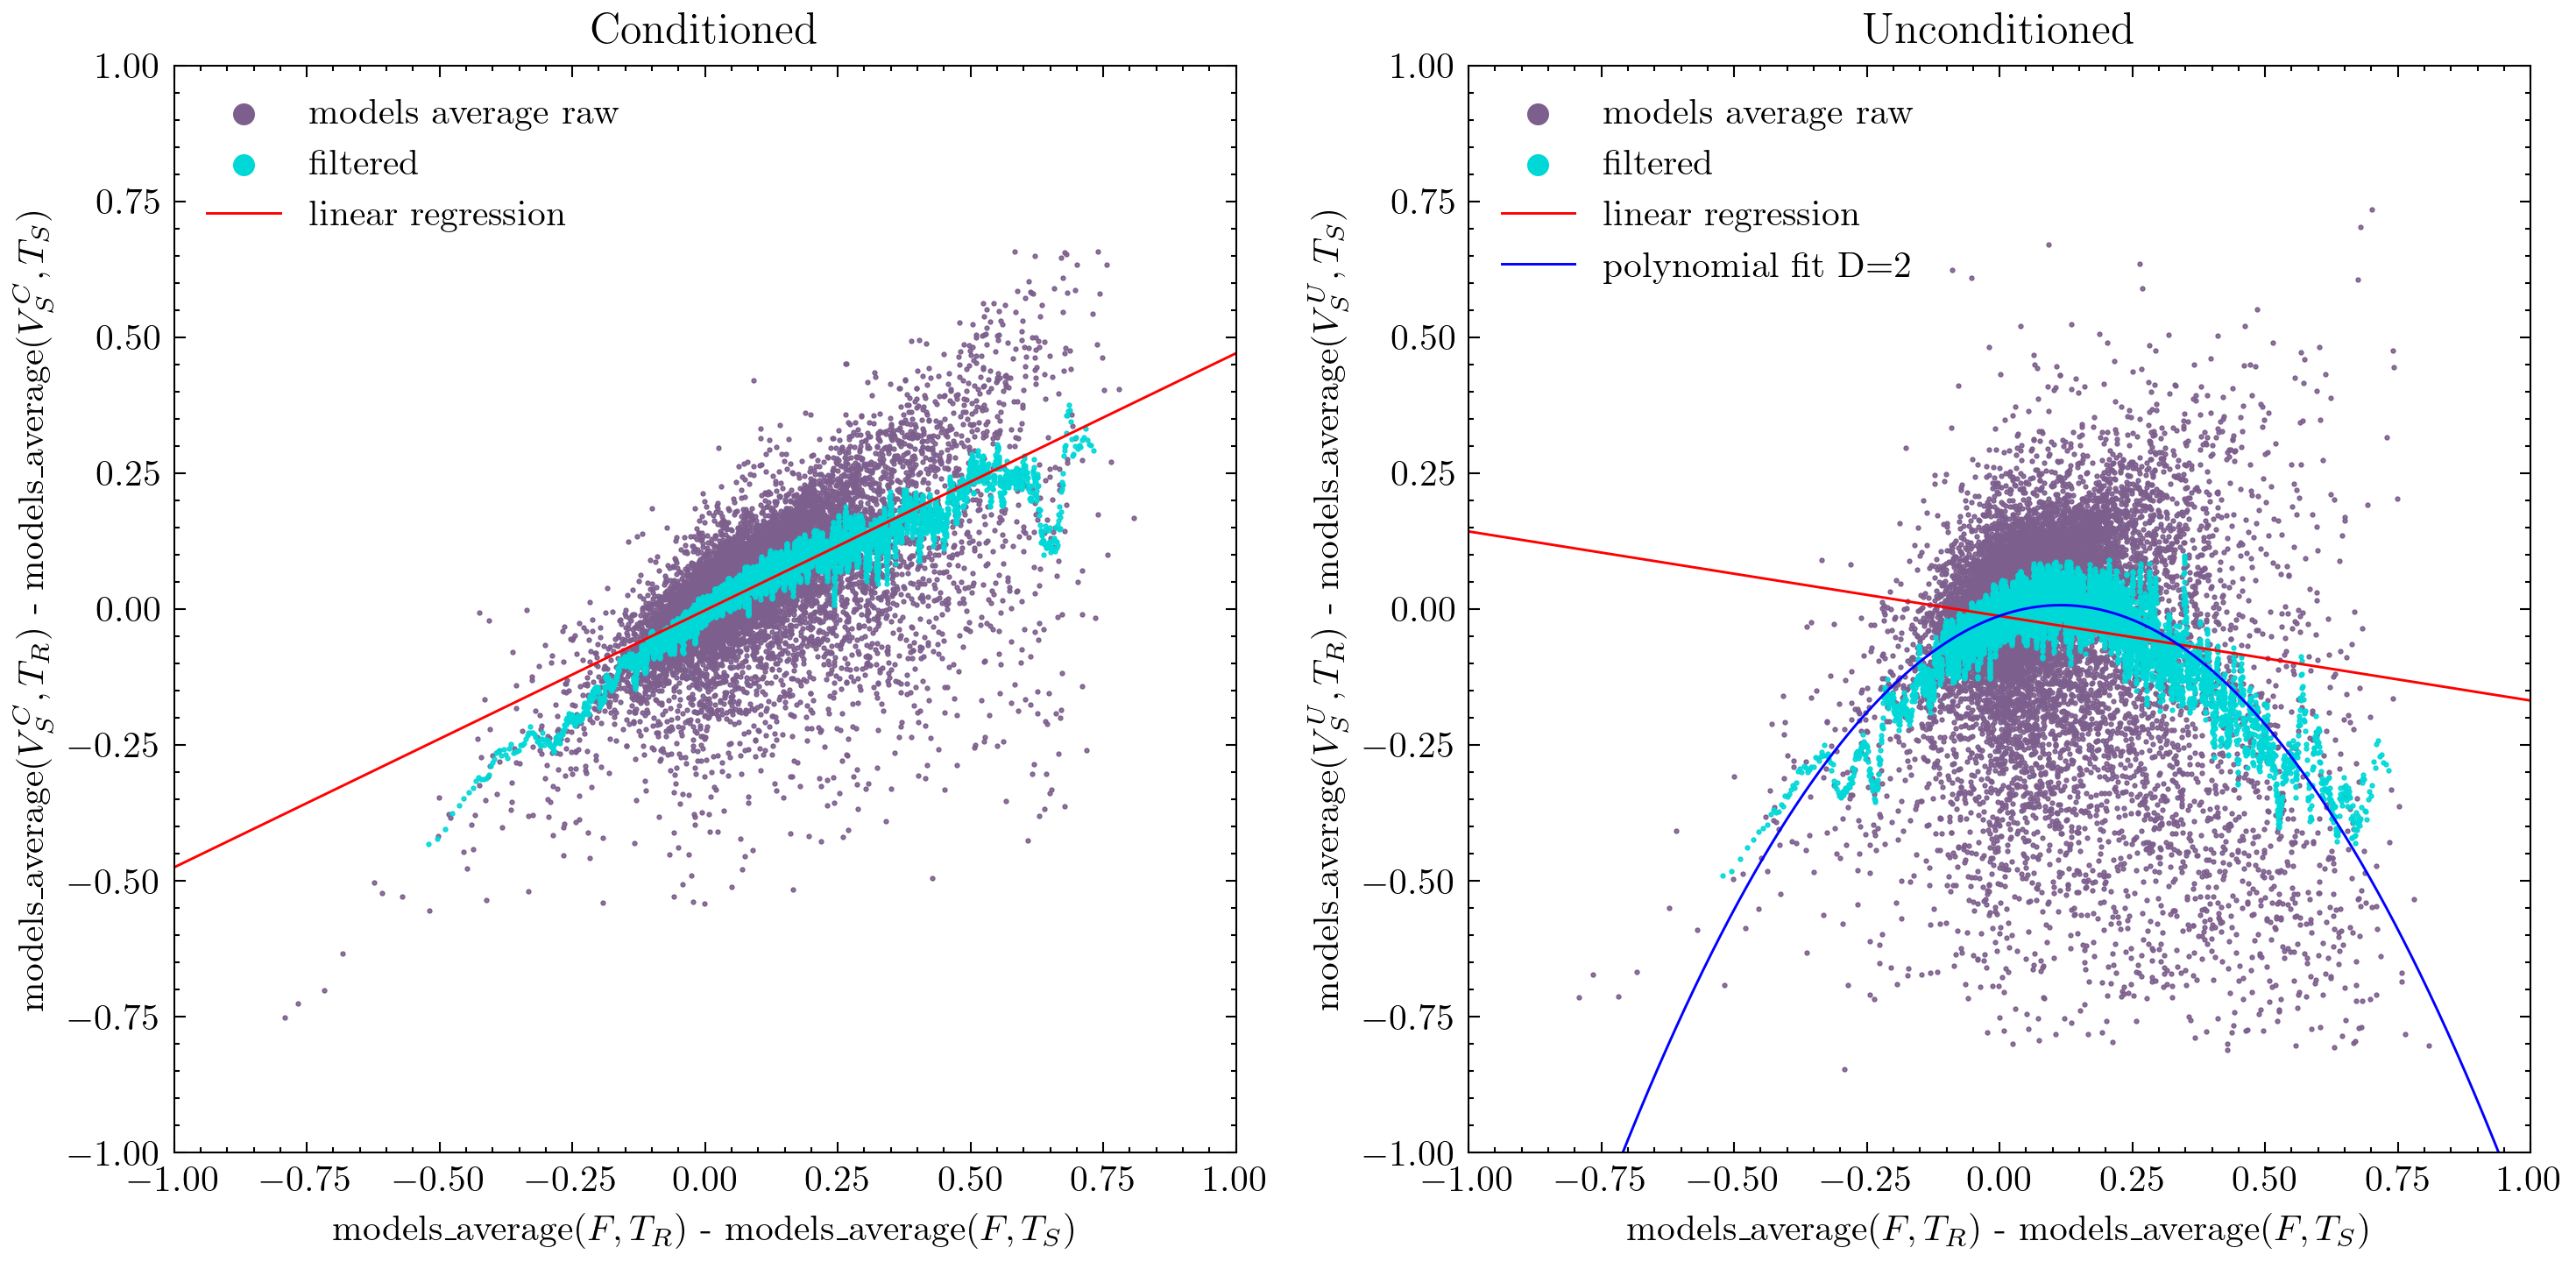 Conditioned
models average raw
filtered
linear regression
1.00
0.75
0.50
0.25
0.00
−0.25
−0.50
−0.75
−1.00
−1.00 −0.75 −0.50 −0.25 0.00 0.25 0.50 0.75 1.00
models_average(F, T_R) - models_average(F, T_S)
models_average(V_S^C, T_R) - models_average(V_S^C, T_S)
Unconditioned
models average raw
filtered
linear regression
polynomial fit D=2
1.00
0.75
0.50
0.25
0.00
−0.25
−0.50
−0.75
−1.00
−1.00 −0.75 −0.50 −0.25 0.00 0.25 0.50 0.75 1.00
models_average(F, T_R) - models_average(F, T_S)
models_average(V_S^U, T_R) - models_average(V_S^U, T_S)